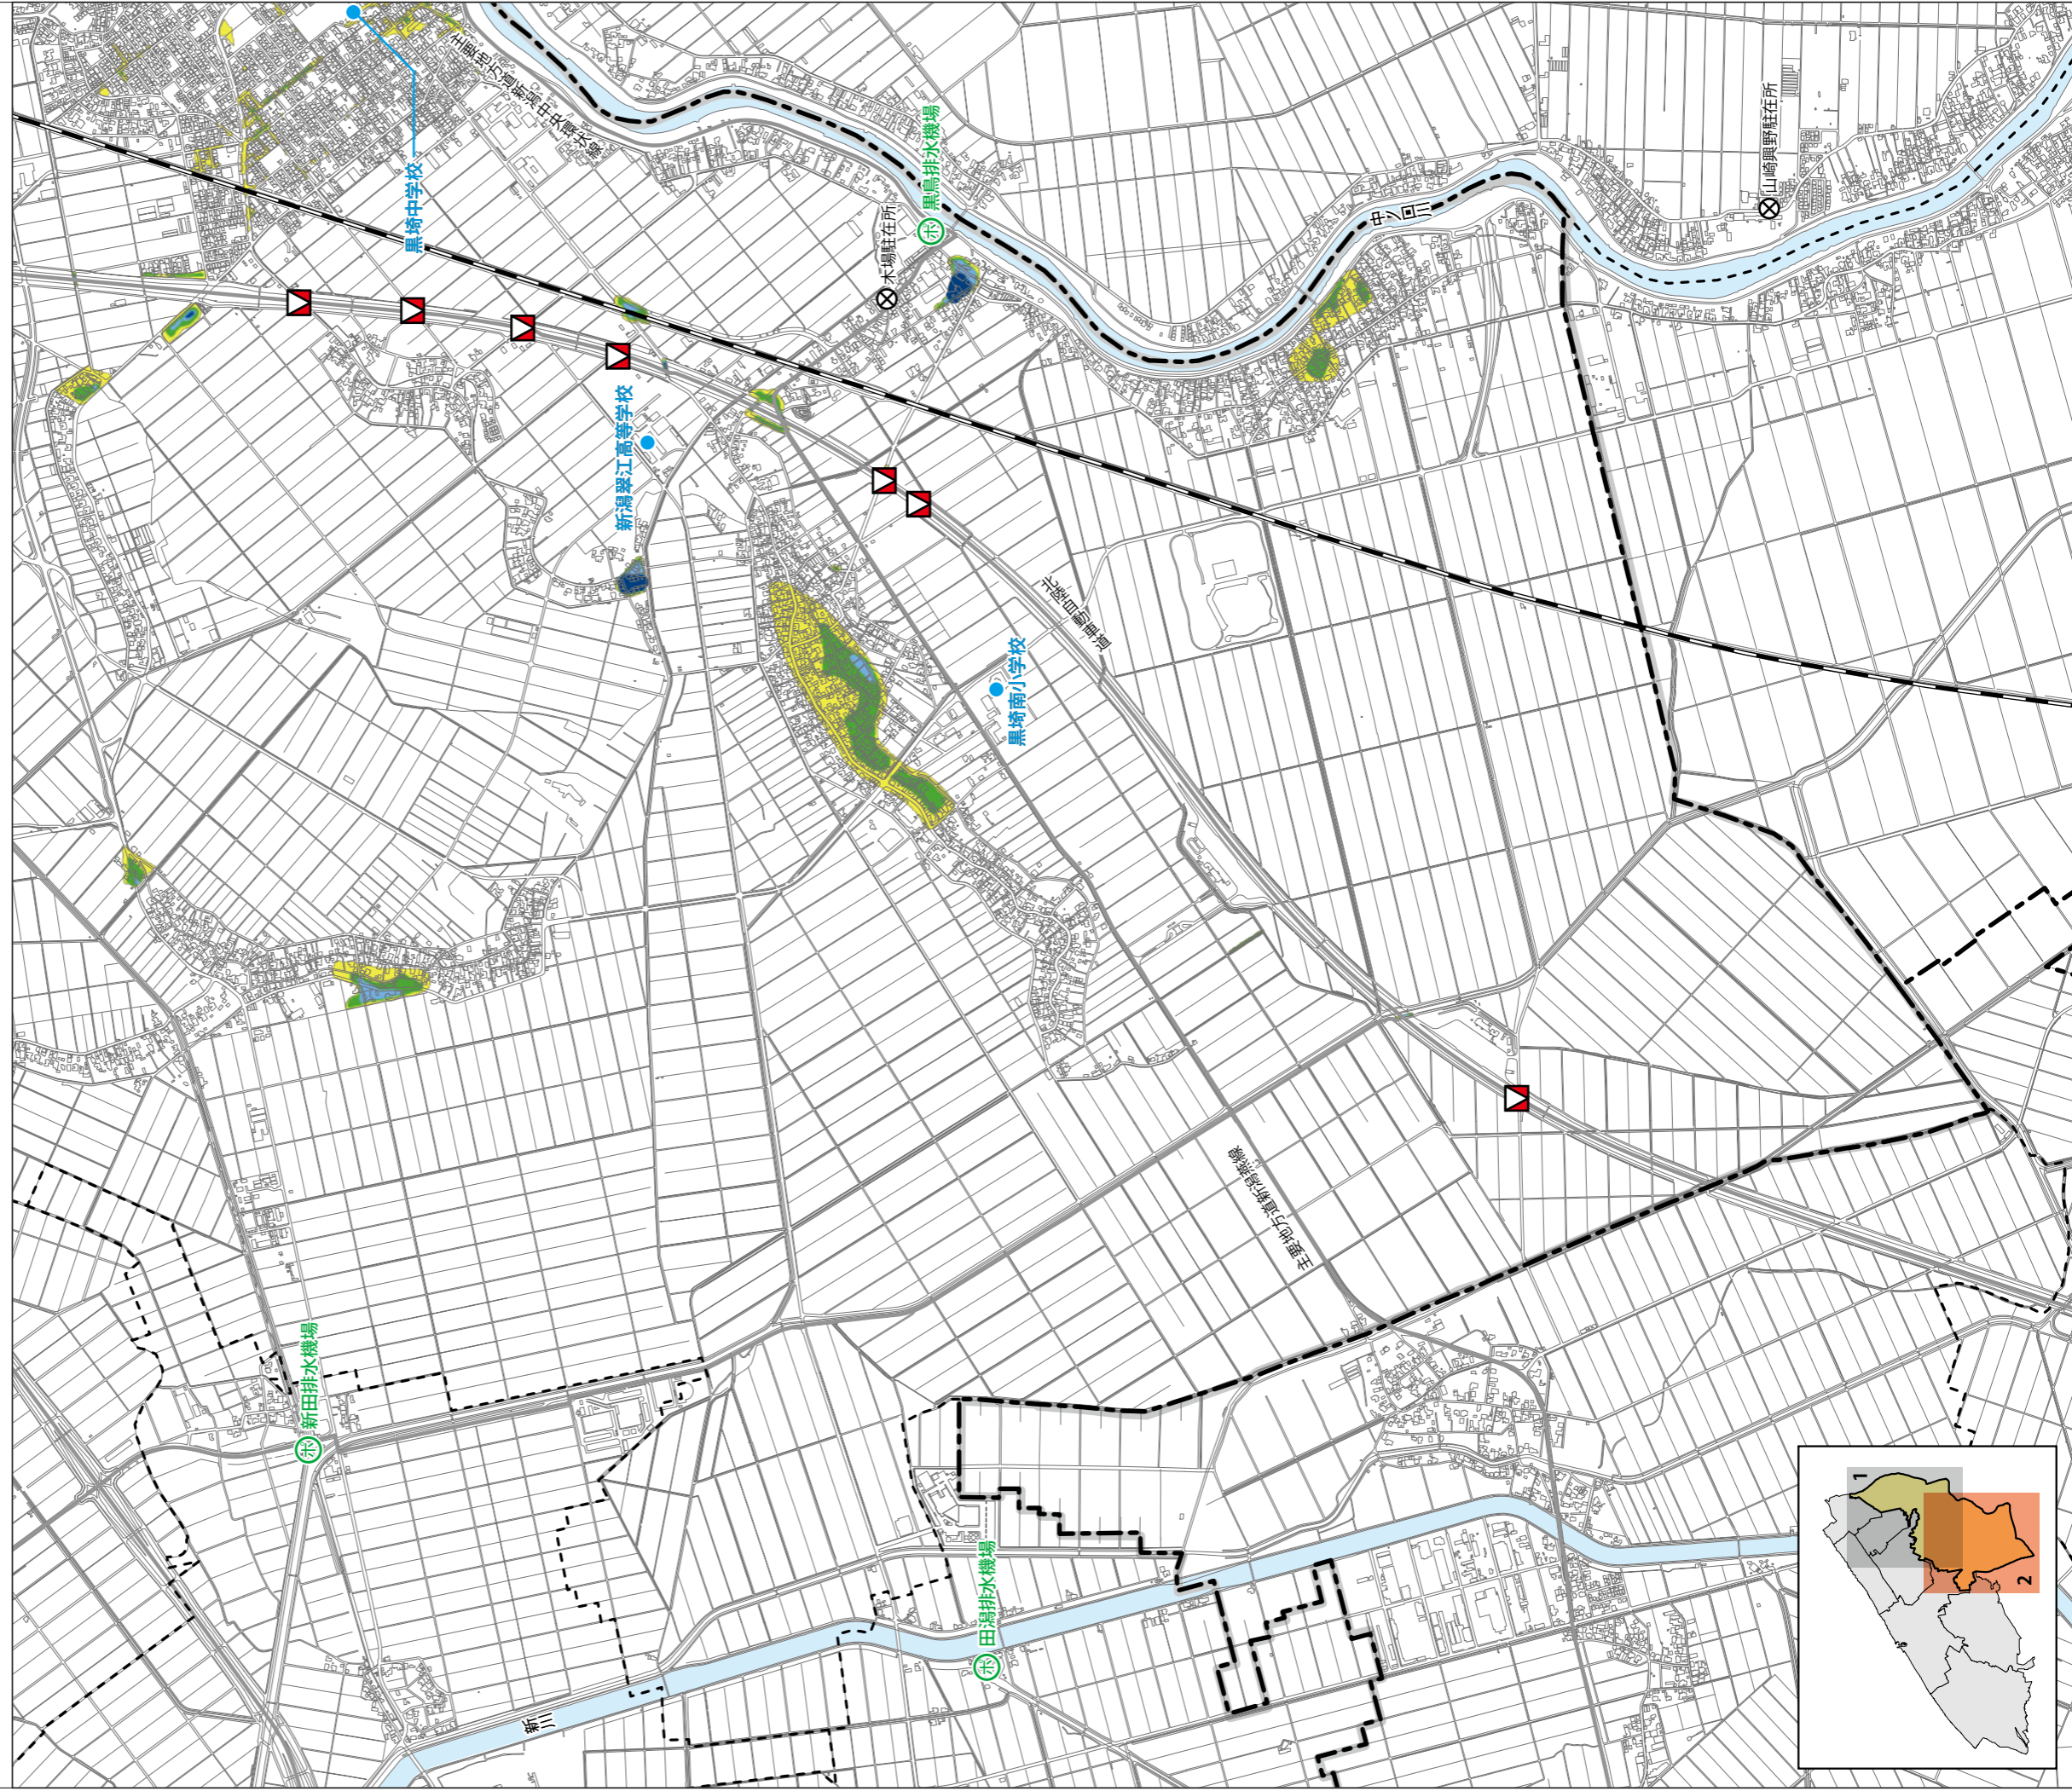 主要地方道新潟中央環状線
黒埼中学校
黒鳥排水機場
木場駐在所
中ノ口川
山崎興野駐在所
新潟翠江高等学校
北陸自動車道
黒埼南小学校
主要地方道新潟燕線
新田排水機場
ポ
田潟排水機場
ポ
ポ
新川
1
2